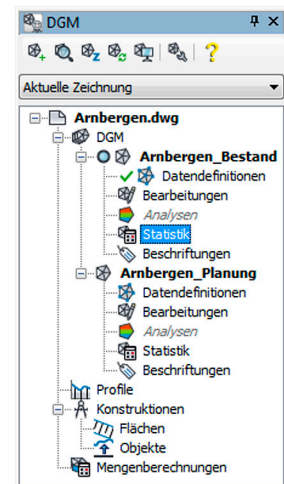 DGM
Aktuelle Zeichnung
Arnbergen.dwg
DGM
Arnbergen_Bestand
Datendefinitionen
Bearbeitungen
Analysen
Statistik
Beschriftungen
Arnbergen_Planung
Datendefinitionen
Bearbeitungen
Analysen
Statistik
Beschriftungen
Profile
Konstruktionen
Flächen
Objekte
Mengenberechnungen